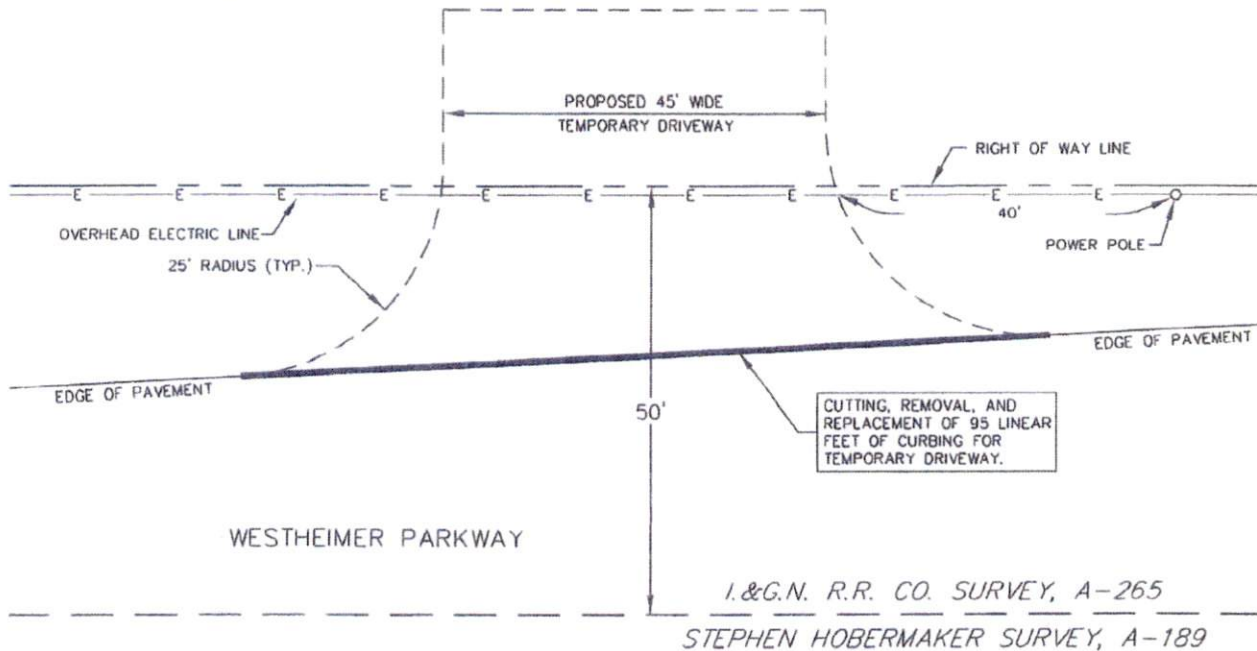 PROPOSED 45' WIDE
TEMPORARY DRIVEWAY
RIGHT OF WAY LINE
E E E E E E E E E E E
40'
OVERHEAD ELECTRIC LINE
POWER POLE
25' RADIUS (TYP.)
EDGE OF PAVEMENT
EDGE OF PAVEMENT
50'
CUTTING, REMOVAL, AND
REPLACEMENT OF 95 LINEAR
FEET OF CURBING FOR
TEMPORARY DRIVEWAY.
WESTHEIMER PARKWAY
I.&G.N. R.R. CO. SURVEY, A-265
STEPHEN HOBERMAKER SURVEY, A-189